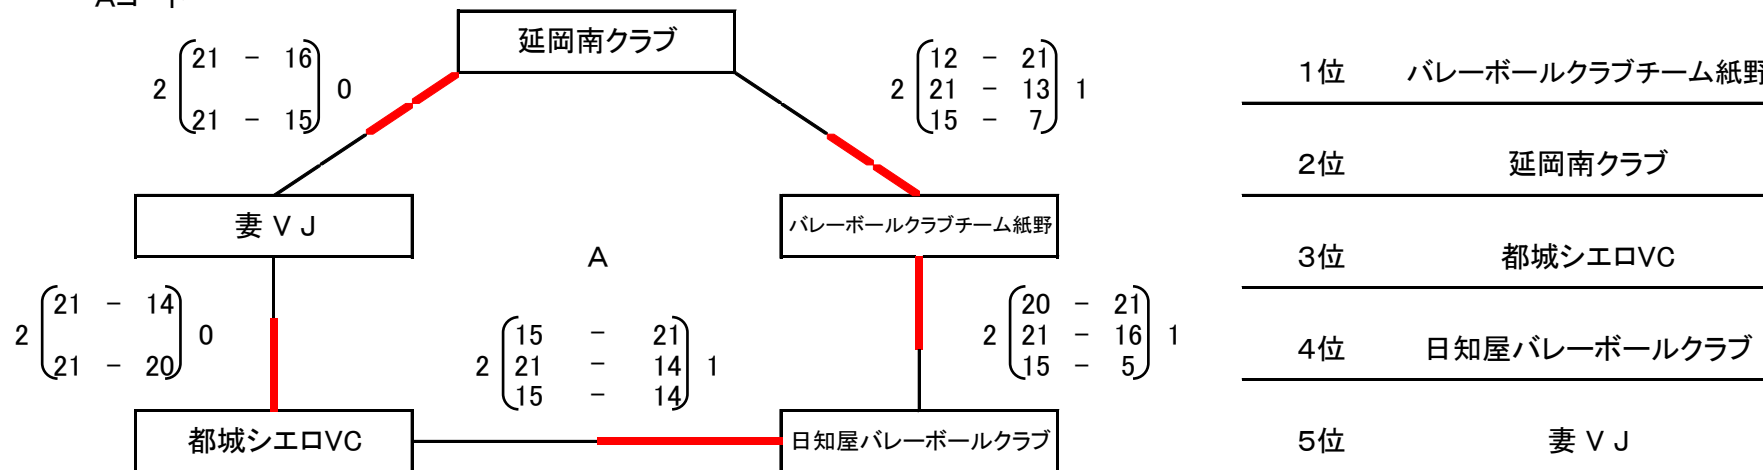 Aコート
延岡南クラブ
2 21 - 16 0
21 - 15
2 12 - 21 1
21 - 13
15 - 7
妻 V J
バレーボールクラブチーム紙野
A
2 21 - 14 0
21 - 20
2 15 - 21 1
21 - 14
15 - 14
2 20 - 21 1
21 - 16
15 - 5
都城シエロVC
日知屋バレーボールクラブ
1位 バレーボールクラブチーム紙野
2位 延岡南クラブ
3位 都城シエロVC
4位 日知屋バレーボールクラブ
5位 妻 V J